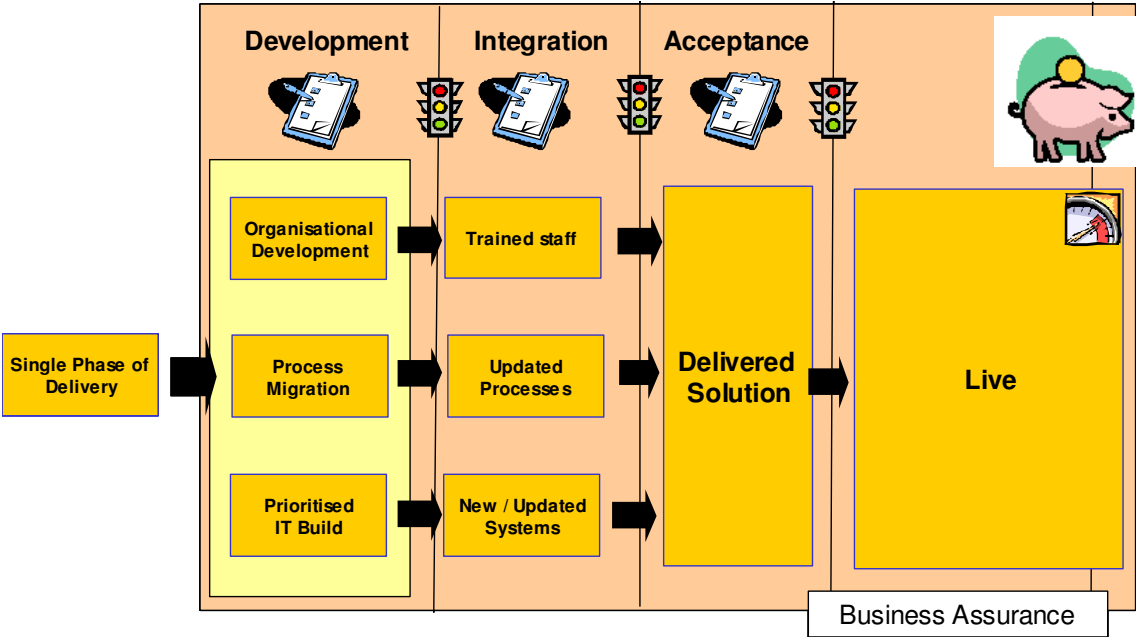 Development
Integration
Acceptance
Organisational
Development
Trained staff
Single Phase of
Delivery
Process
Migration
Updated
Processes
Delivered
Solution
Live
Prioritised
IT Build
New / Updated
Systems
Business Assurance